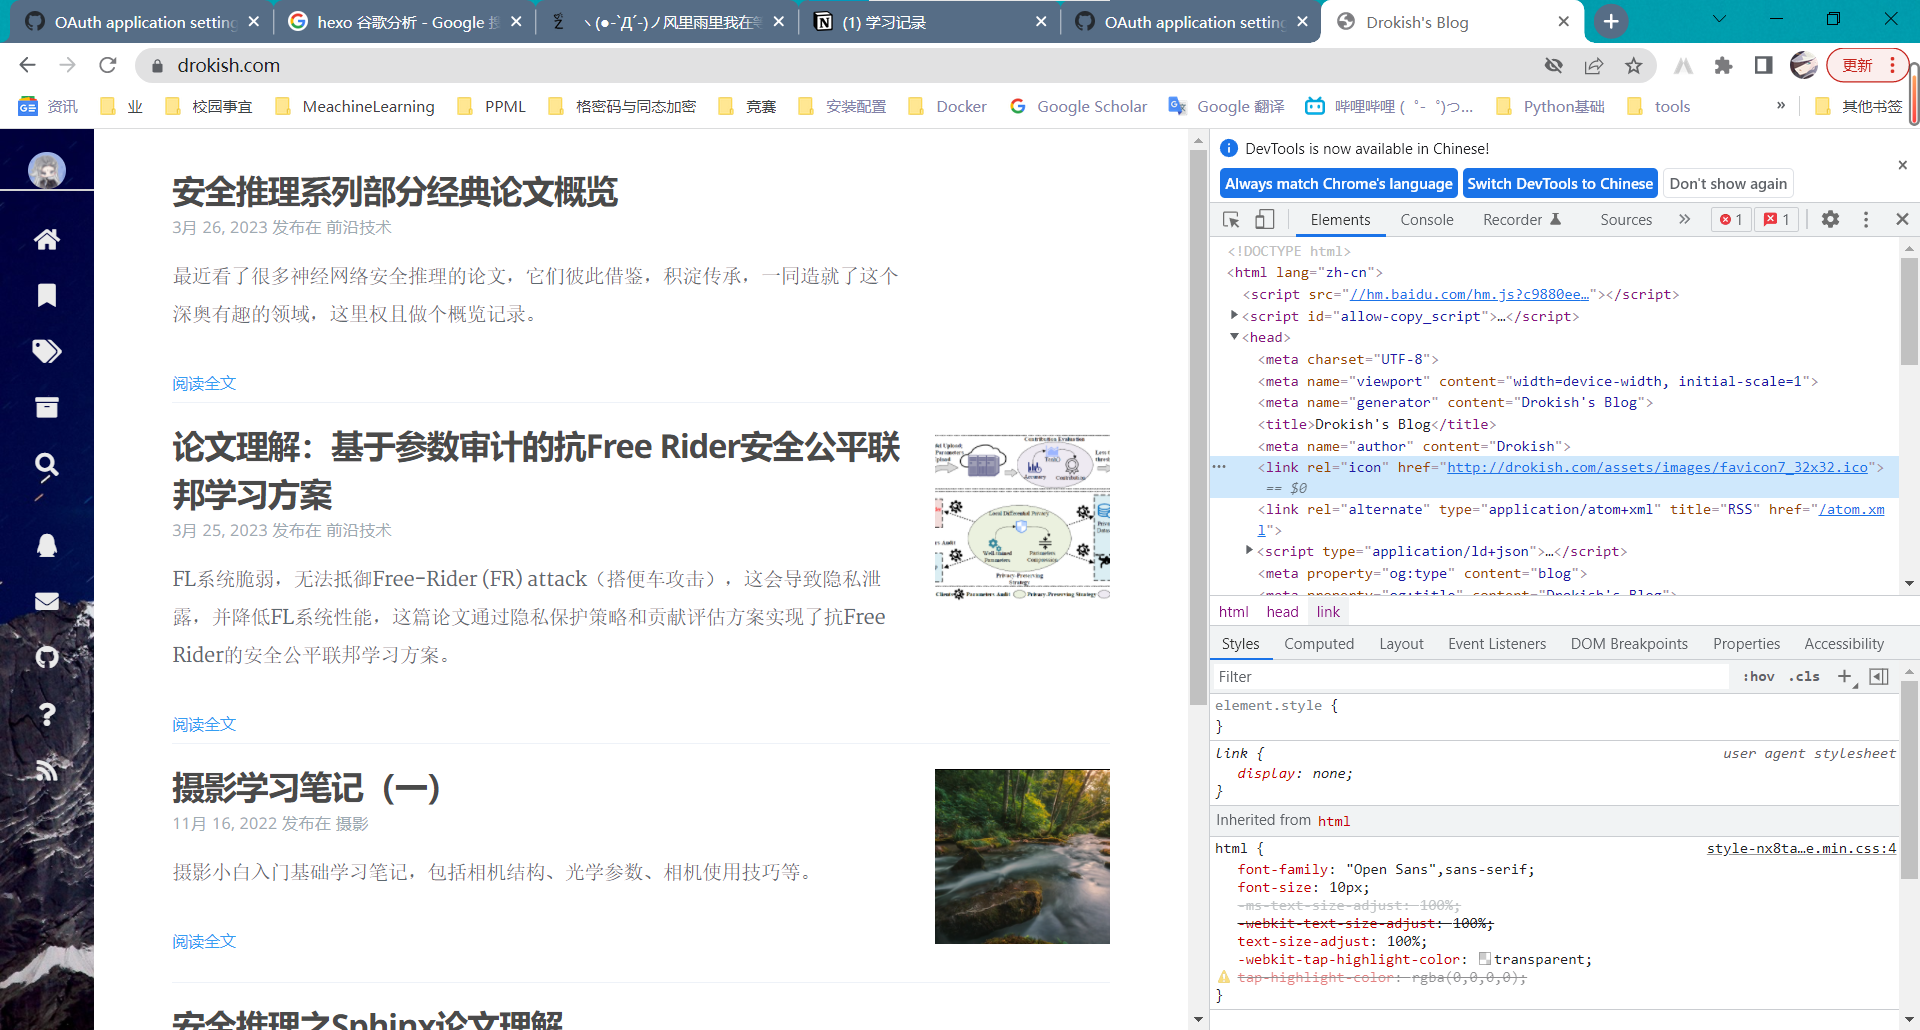 OAuth application setting
hexo 谷歌分析 - Google 搜
ヽ(●-`Д´-)ノ风里雨里我在等
(1) 学习记录
OAuth application setting
Drokish's Blog
drokish.com
更新
资讯
业
校园事宜
MeachineLearning
PPML
格密码与同态加密
竞赛
安装配置
Docker
Google Scholar
Google 翻译
哔哩哔哩 ( ゜- ゜)つ...
Python基础
tools
»
其他书签
安全推理系列部分经典论文概览
3月 26, 2023 发布在 前沿技术
最近看了很多神经网络安全推理的论文，它们彼此借鉴，积淀传承，一同造就了这个
深奥有趣的领域，这里权且做个概览记录。
阅读全文
论文理解：基于参数审计的抗Free Rider安全公平联
邦学习方案
3月 25, 2023 发布在 前沿技术
FL系统脆弱，无法抵御Free-Rider (FR) attack（搭便车攻击），这会导致隐私泄
露，并降低FL系统性能，这篇论文通过隐私保护策略和贡献评估方案实现了抗Free
Rider的安全公平联邦学习方案。
Contribution Evaluation
Accuracy
Contribution
Local Differential Privacy
Privacy-Preserving
Strategy
阅读全文
摄影学习笔记（一）
11月 16, 2022 发布在 摄影
摄影小白入门基础学习笔记，包括相机结构、光学参数、相机使用技巧等。
阅读全文
安全推理之Sphinx论文理解
DevTools is now available in Chinese!
Always match Chrome's language
Switch DevTools to Chinese
Don't show again
Elements
Console
Recorder
Sources
»
1
1
<!DOCTYPE html>
<html lang="zh-cn">
<script src="//hm.baidu.com/hm.js?c9880ee…"></script>
<script id="allow-copy_script">…</script>
<head>
<meta charset="UTF-8">
<meta name="viewport" content="width=device-width, initial-scale=1">
<meta name="generator" content="Drokish's Blog">
<title>Drokish's Blog</title>
<meta name="author" content="Drokish">
<link rel="icon" href="http://drokish.com/assets/images/favicon7_32x32.ico">
== $0
<link rel="alternate" type="application/atom+xml" title="RSS" href="/atom.xm
l">
<script type="application/ld+json">…</script>
<meta property="og:type" content="blog">
<meta property="og:title" content="Drokish's Blog">
html
head
link
Styles
Computed
Layout
Event Listeners
DOM Breakpoints
Properties
Accessibility
Filter
:hov
.cls
+
element.style {
}
link {
user agent stylesheet
display: none;
}
Inherited from html
html {
style-nx8ta…e.min.css:4
font-family: "Open Sans",sans-serif;
font-size: 10px;
-ms-text-size-adjust: 100%;
-webkit-text-size-adjust: 100%;
text-size-adjust: 100%;
-webkit-tap-highlight-color: transparent;
tap-highlight-color: rgba(0,0,0,0);
}